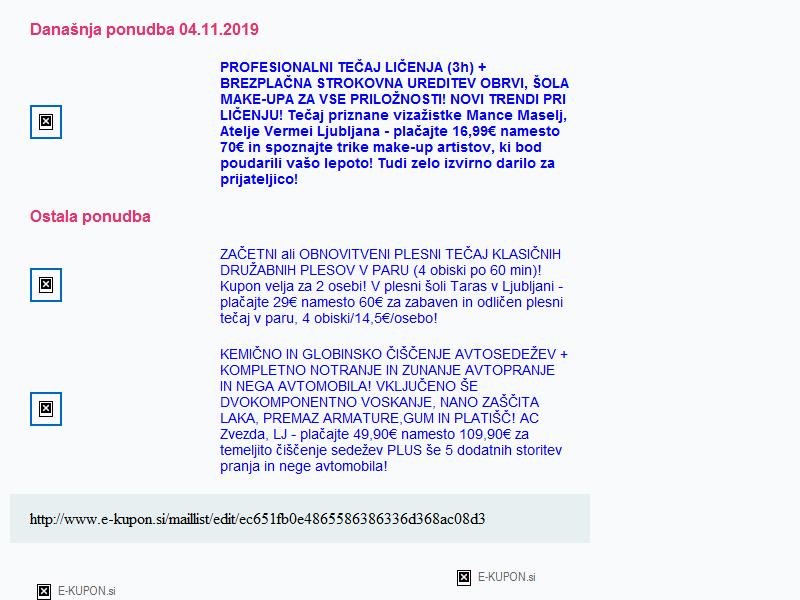 Današnja ponudba 04.11.2019
PROFESIONALNI TEČAJ LIČENJA (3h) +
BREZPLAČNA STROKOVNA UREDITEV OBRVI, ŠOLA
MAKE-UPA ZA VSE PRILOŽNOSTI! NOVI TRENDI PRI
LIČENJU! Tečaj priznane vizažistke Mance Maselj,
Atelje Vermei Ljubljana - plačajte 16,99€ namesto
70€ in spoznajte trike make-up artistov, ki bod
poudarili vašo lepoto! Tudi zelo izvirno darilo za
prijateljico!
Ostala ponudba
ZAČETNI ali OBNOVITVENI PLESNI TEČAJ KLASIČNIH
DRUŽABNIH PLESOV V PARU (4 obiski po 60 min)!
Kupon velja za 2 osebi! V plesni šoli Taras v Ljubljani -
plačajte 29€ namesto 60€ za zabaven in odličen plesni
tečaj v paru, 4 obiski/14,5€/osebo!
KEMIČNO IN GLOBINSKO ČIŠČENJE AVTOSEDEŽEV +
KOMPLETNO NOTRANJE IN ZUNANJE AVTOPRANJE
IN NEGA AVTOMOBILA! VKLJUČENO ŠE
DVOKOMPONENTNO VOSKANJE, NANO ZAŠČITA
LAKA, PREMAZ ARMATURE,GUM IN PLATIŠČ! AC
Zvezda, LJ - plačajte 49,90€ namesto 109,90€ za
temeljito čiščenje sedežev PLUS še 5 dodatnih storitev
pranja in nege avtomobila!
http://www.e-kupon.si/maillist/edit/ec651fb0e4865586386336d368ac08d3
E-KUPON.si
E-KUPON.si